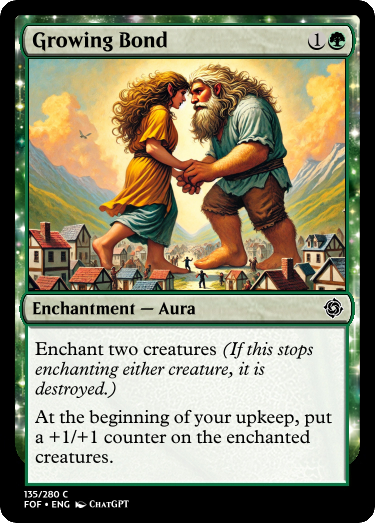 Growing Bond 1
Enchantment — Aura
Enchant two creatures (If this stops
enchanting either creature, it is
destroyed.)
At the beginning of your upkeep, put
a +1/+1 counter on the enchanted
creatures.
135/280 C
FOF • ENG ChatGPT